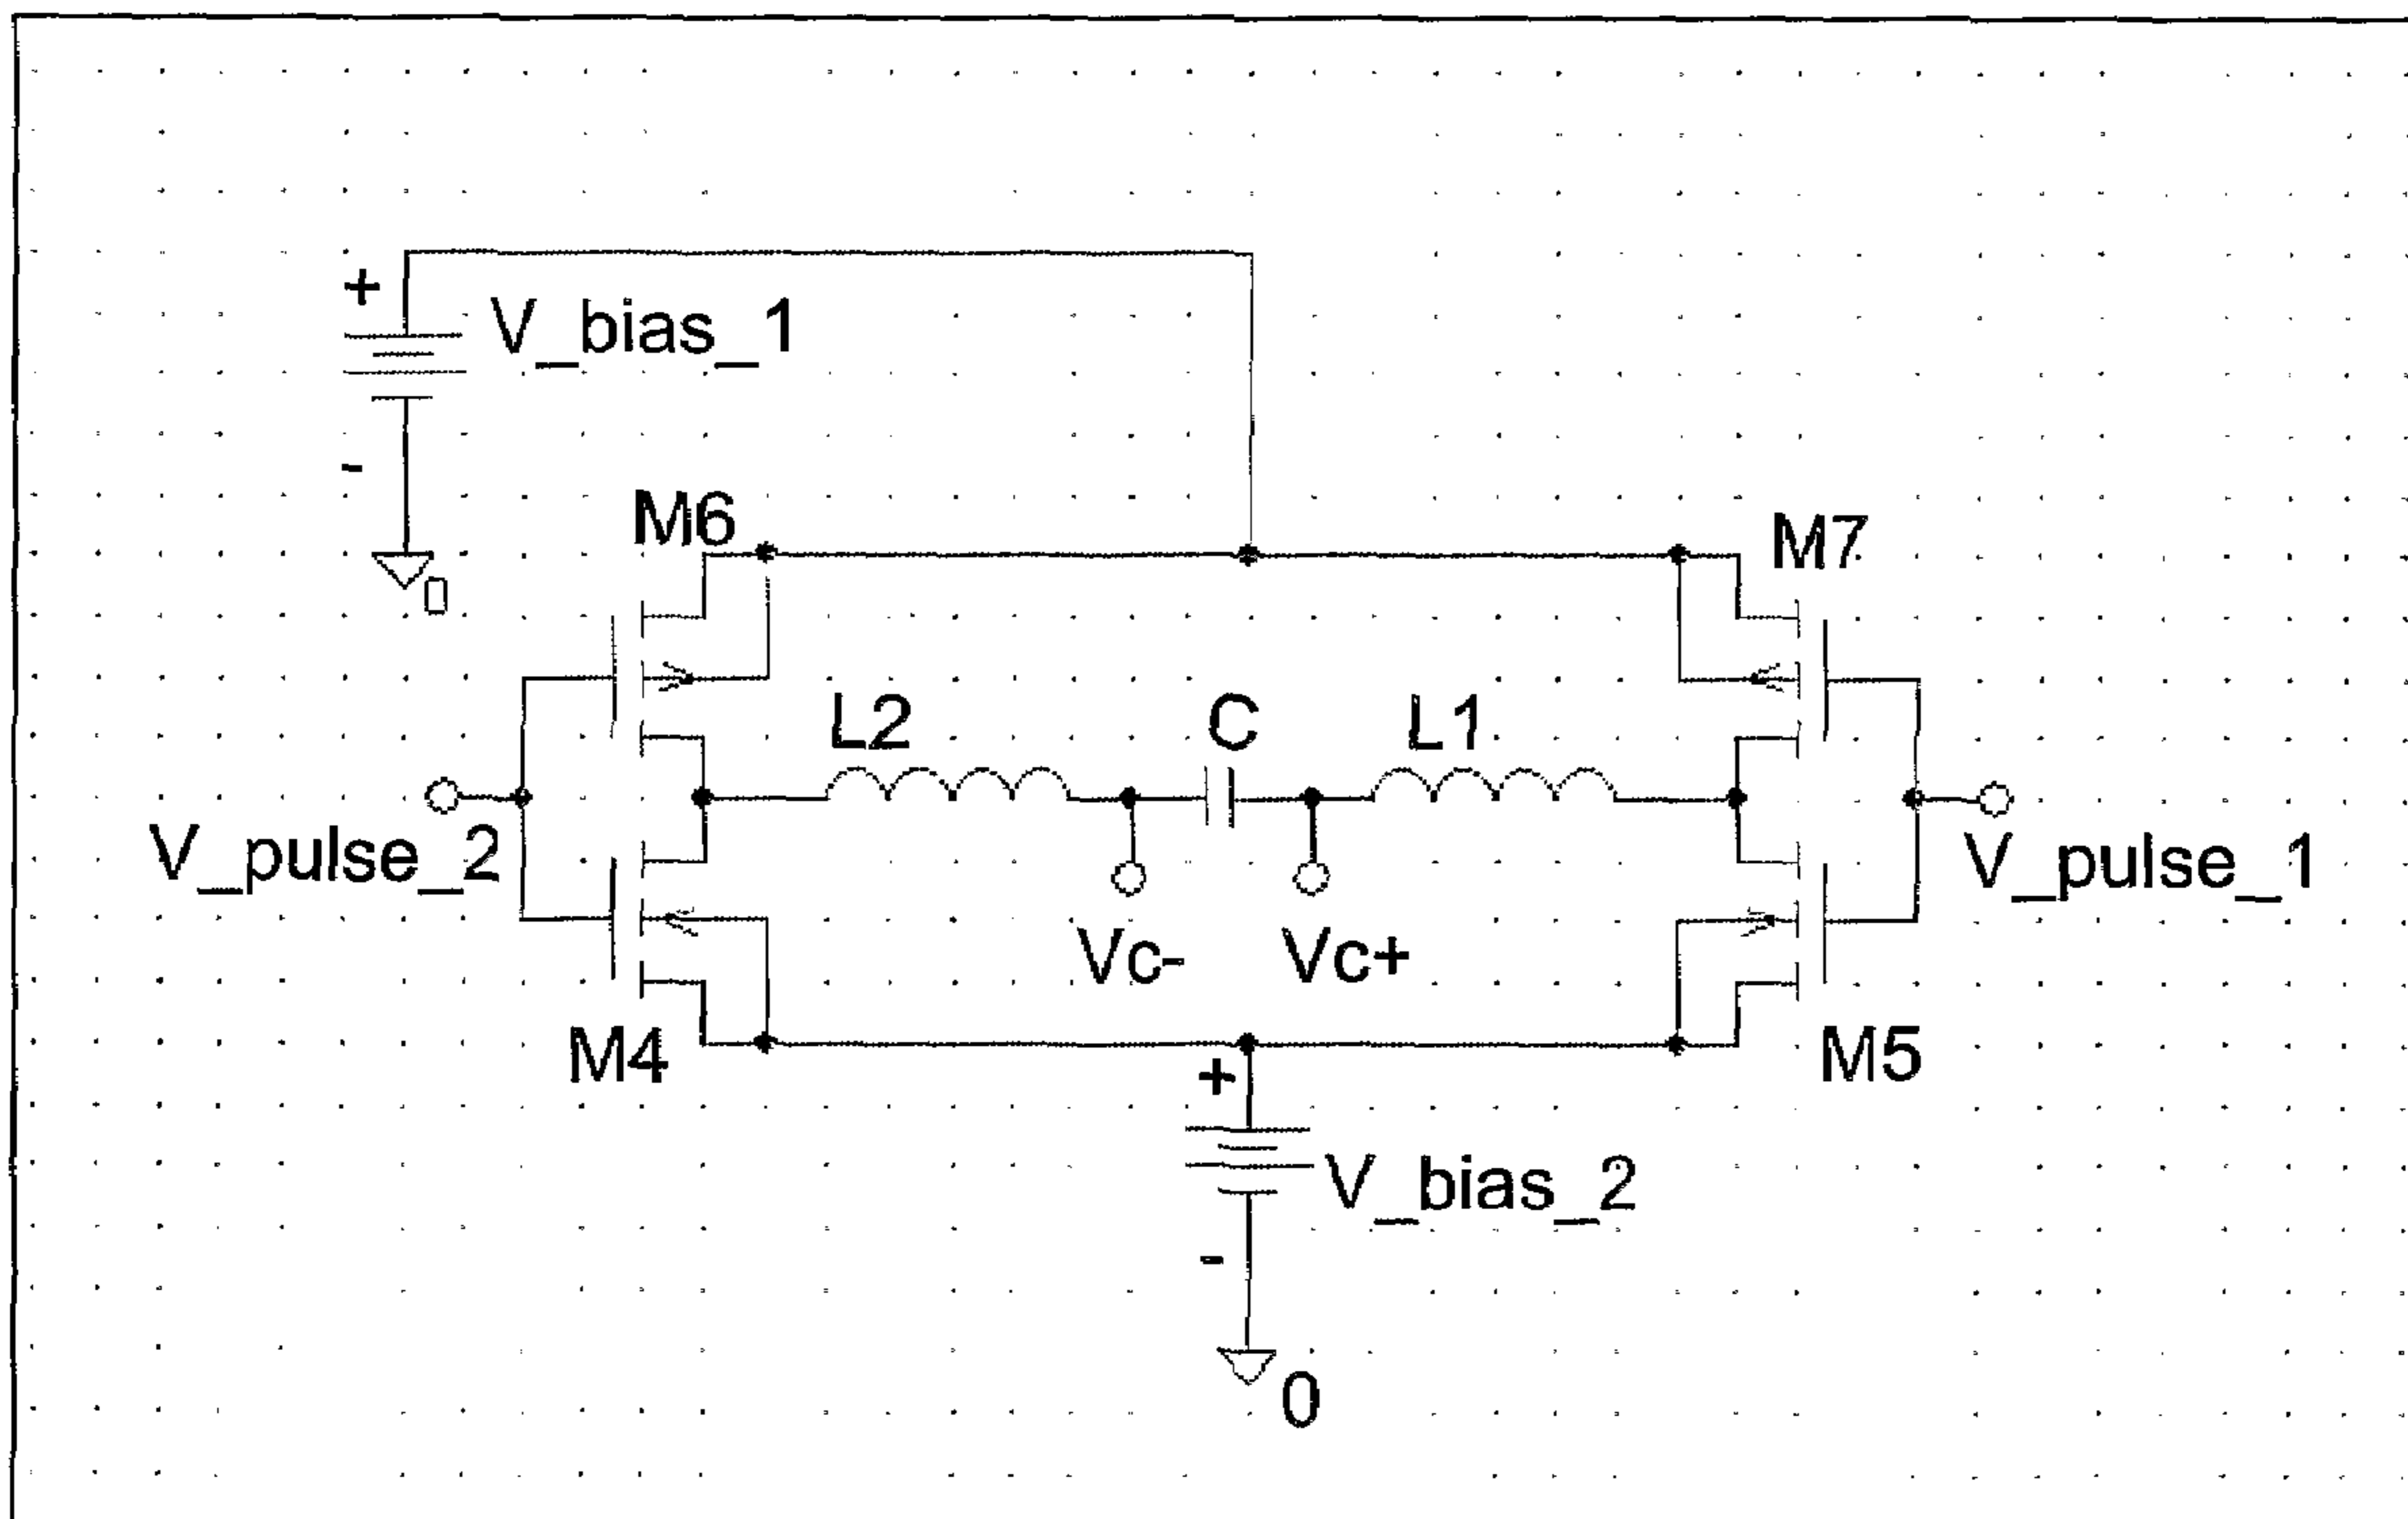 +
V_bias_1
-
0
M6
M7
L2
C
L1
V_pulse_2
V_pulse_1
Vc-
Vc+
M4
M5
+
V_bias_2
-
0